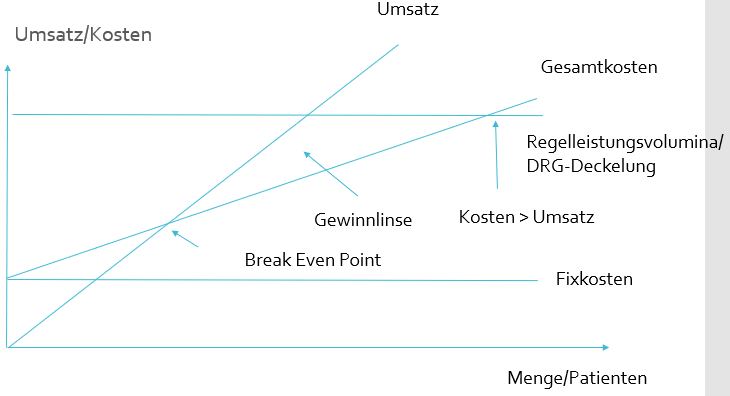 Umsatz
Umsatz/Kosten
Gesamtkosten
Regelleistungsvolumina/
DRG-Deckelung
Gewinnlinse
Kosten > Umsatz
Break Even Point
Fixkosten
Menge/Patienten